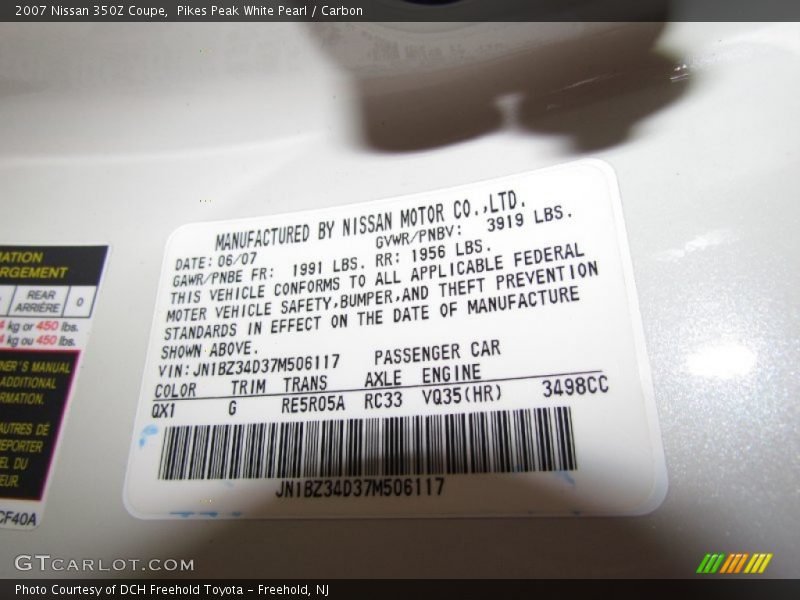 2007 Nissan 350Z Coupe,  Pikes Peak White Pearl / Carbon
MANUFACTURED BY NISSAN MOTOR CO.,LTD.
DATE: 06/07 GVWR/PNBV: 3919 LBS.
GAWR/PNBE FR: 1991 LBS. RR: 1956 LBS.
THIS VEHICLE CONFORMS TO ALL APPLICABLE FEDERAL
MOTER VEHICLE SAFETY,BUMPER,AND THEFT PREVENTION
STANDARDS IN EFFECT ON THE DATE OF MANUFACTURE
SHOWN ABOVE.
VIN: JN1BZ34D37M506117 PASSENGER CAR
COLOR TRIM TRANS AXLE ENGINE
QX1 G RE5R05A RC33 VQ35(HR) 3498CC
JN1BZ34D37M506117
REAR 0
ARRIÈRE
kg or 450 lbs.
kg ou 450 lbs.
MANUAL
ADDITIONAL
AUTRES DÉ
CF40A
GTCARLOT.COM
Photo Courtesy of DCH Freehold Toyota - Freehold, NJ